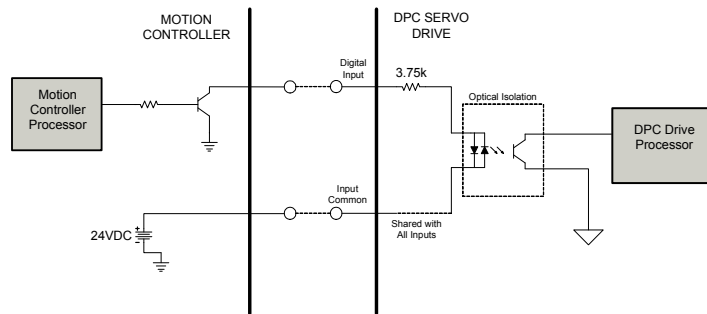 MOTION
CONTROLLER
DPC SERVO
DRIVE
Motion
Controller
Processor
Digital
Input
3.75k
Optical Isolation
DPC Drive
Processor
Input
Common
Shared with
All Inputs
24VDC
+
-